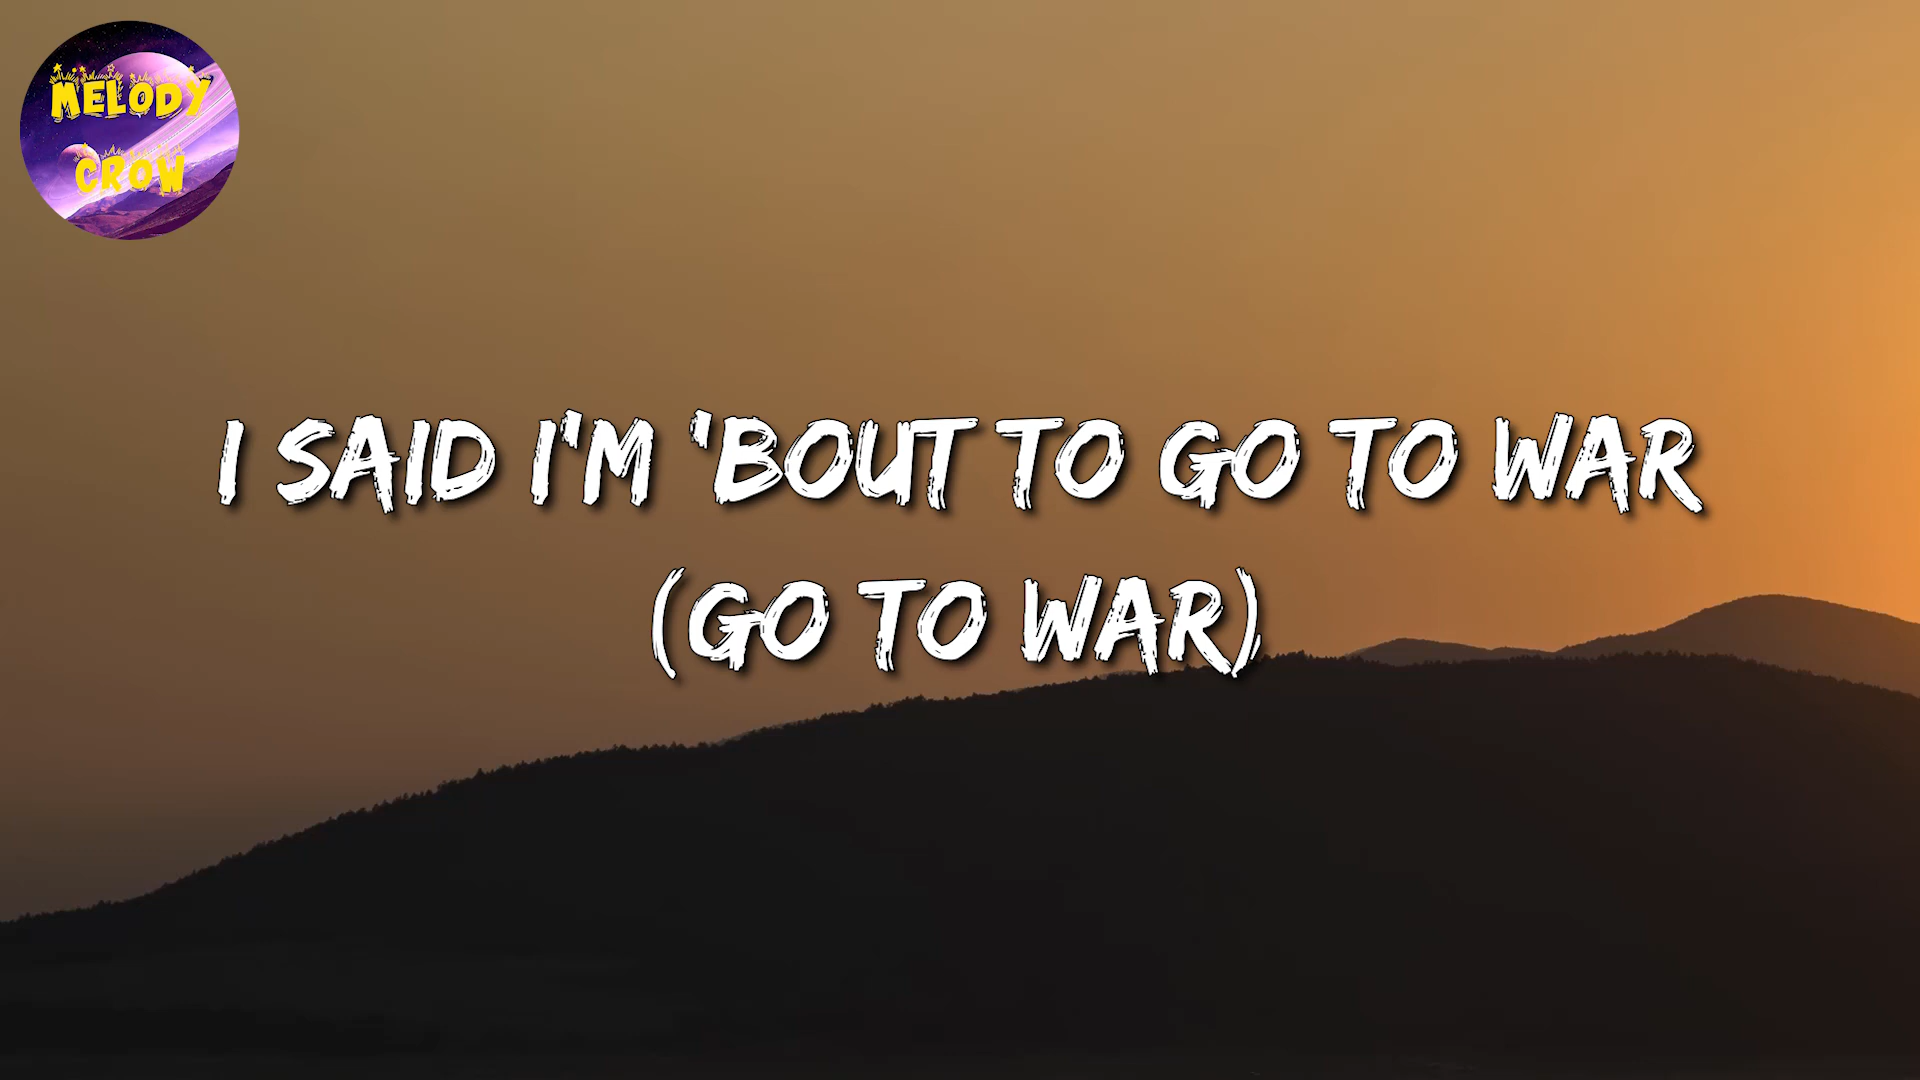 MELODY
CROW
I SAID I'M 'BOUT TO GO TO WAR
(GO TO WAR)